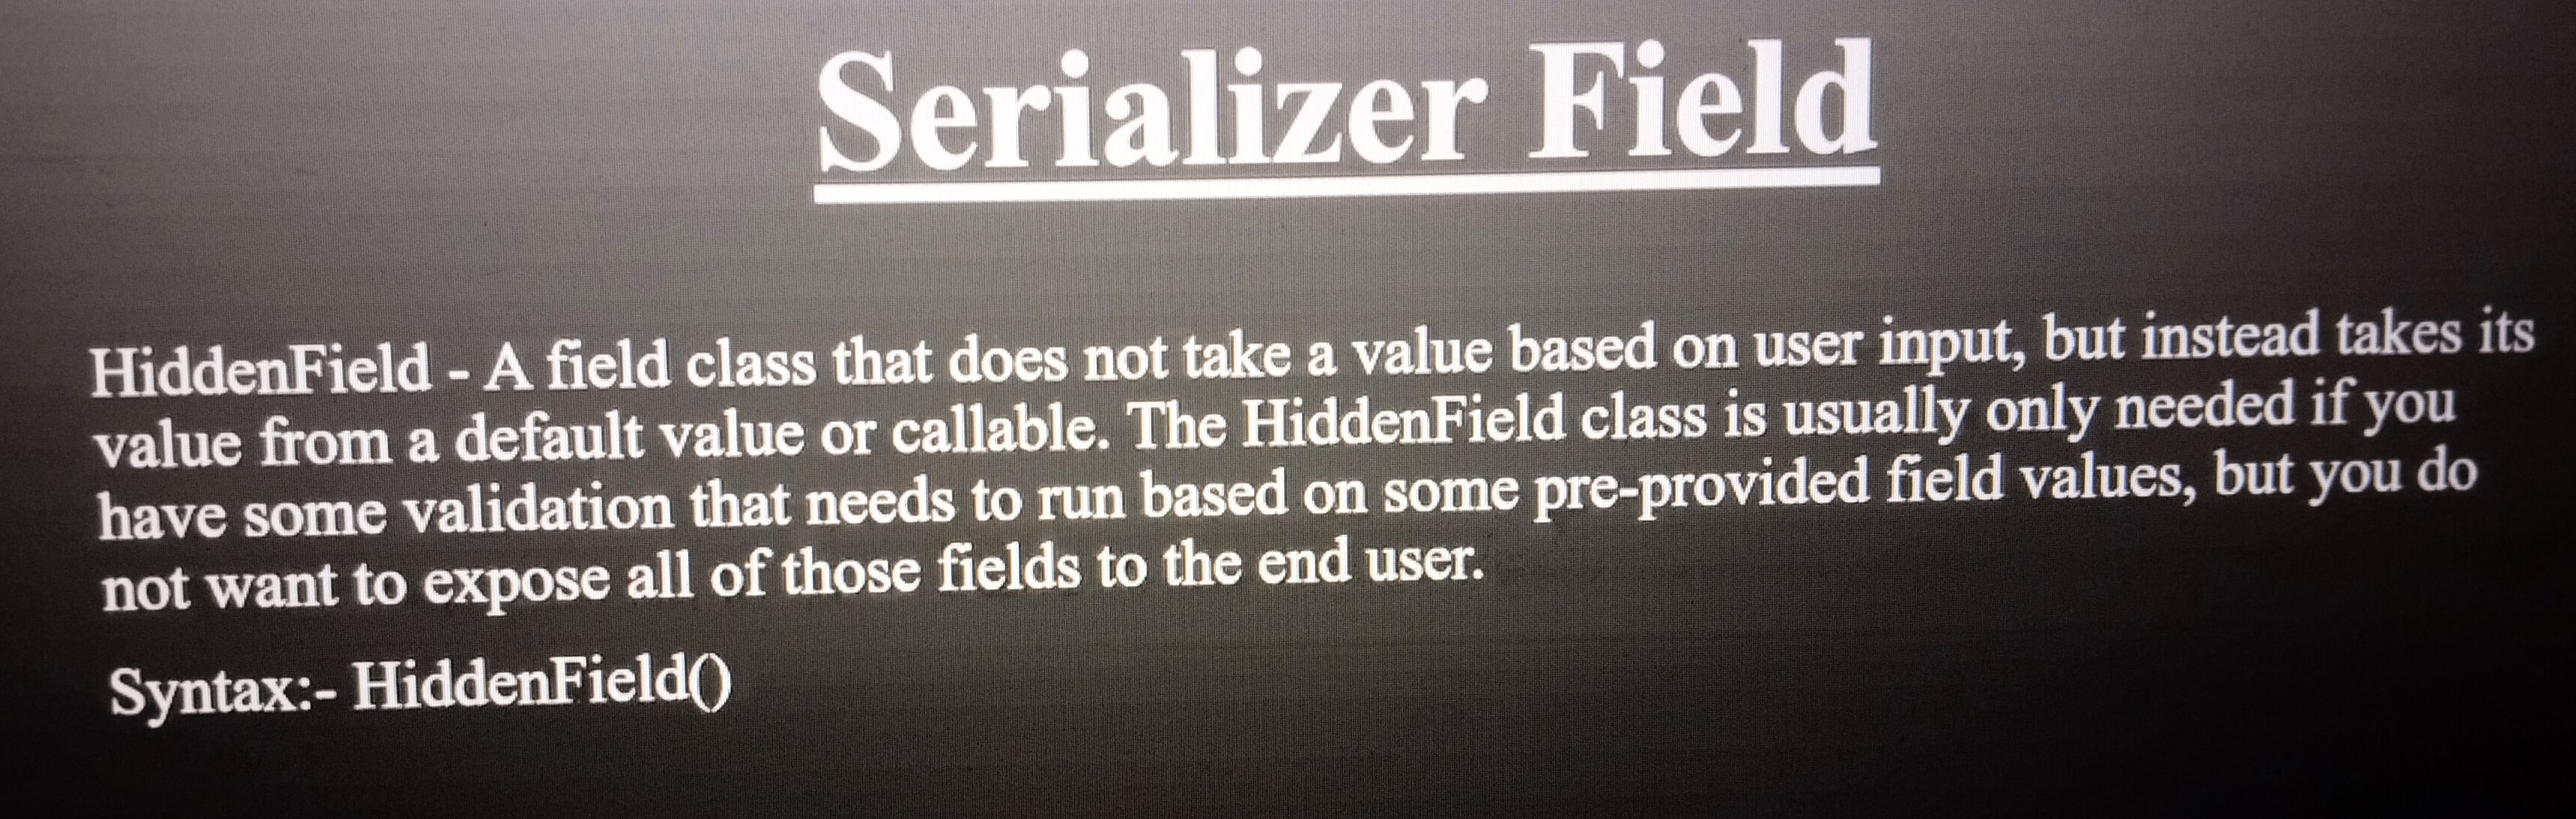 Serializer Field
HiddenField - A field class that does not take a value based on user input, but instead takes its
value from a default value or callable. The HiddenField class is usually only needed if you
have some validation that needs to run based on some pre-provided field values, but you do
not want to expose all of those fields to the end user.
Syntax:- HiddenField()